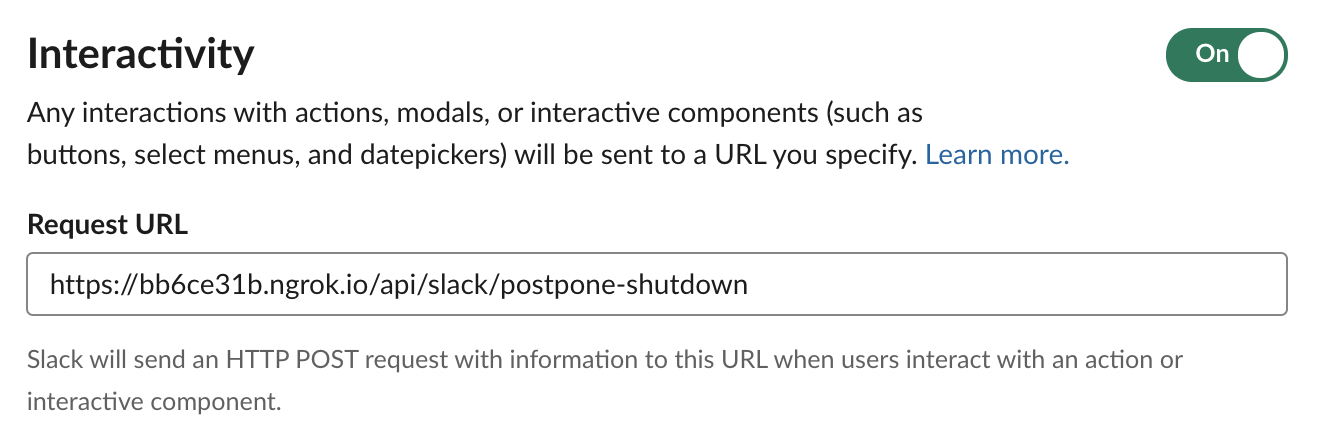 Interactivity
On
Any interactions with actions, modals, or interactive components (such as
buttons, select menus, and datepickers) will be sent to a URL you specify. Learn more.
Request URL
https://bb6ce31b.ngrok.io/api/slack/postpone-shutdown
Slack will send an HTTP POST request with information to this URL when users interact with an action or
interactive component.